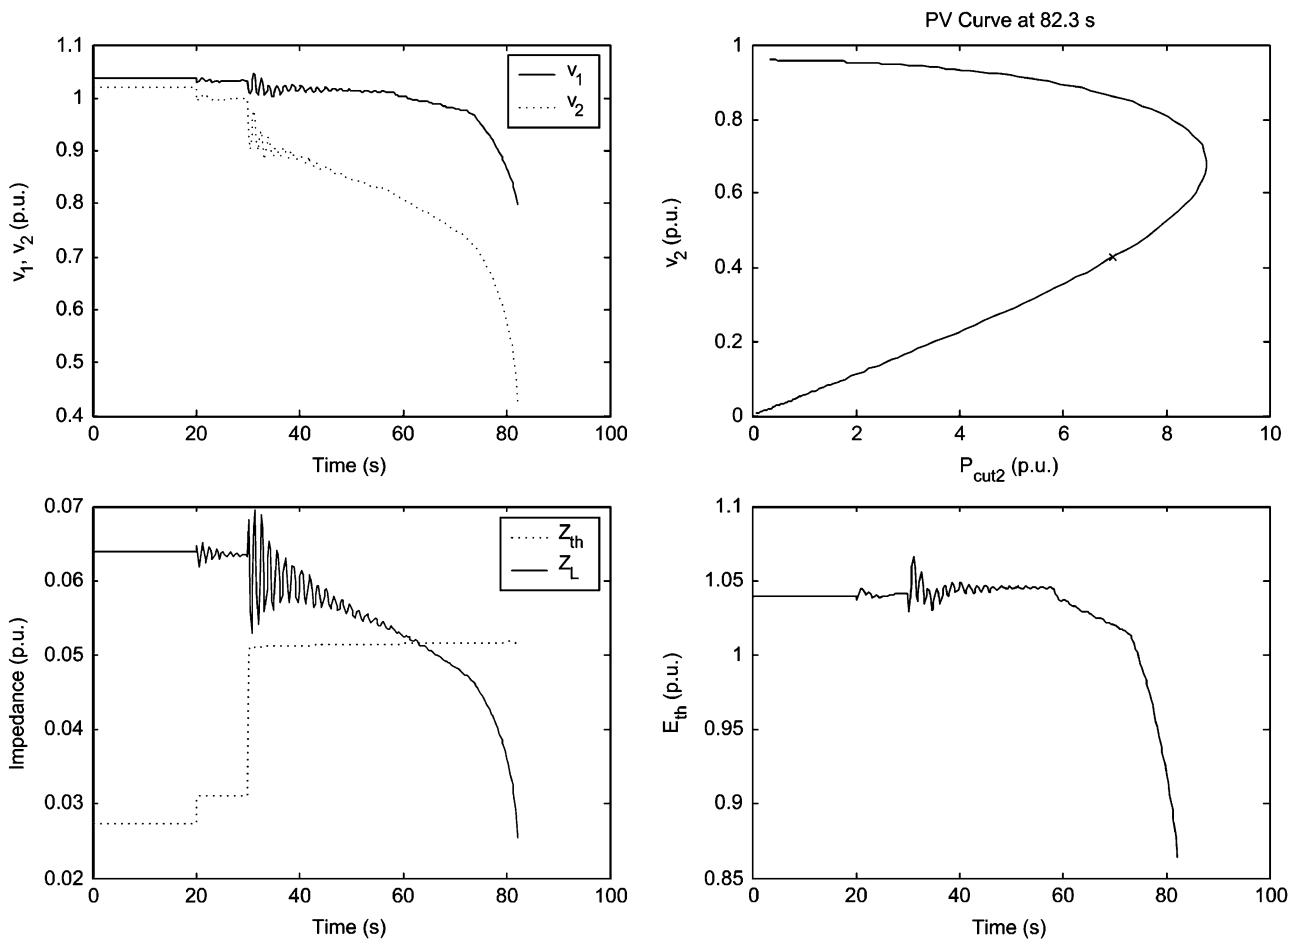 1.1
1
0.9
0.8
0.7
0.6
0.5
0.4
0 20 40 60 80 100
Time (s)
v1, v2 (p.u.)
v1
v2
PV Curve at 82.3 s
1
0.8
0.6
0.4
0.2
0
0 2 4 6 8 10
Pcut2 (p.u.)
v2 (p.u.)
0.07
0.06
0.05
0.04
0.03
0.02
0 20 40 60 80 100
Time (s)
Impedance (p.u.)
Zth
ZL
1.1
1.05
1
0.95
0.9
0.85
0 20 40 60 80 100
Time (s)
Eth (p.u.)